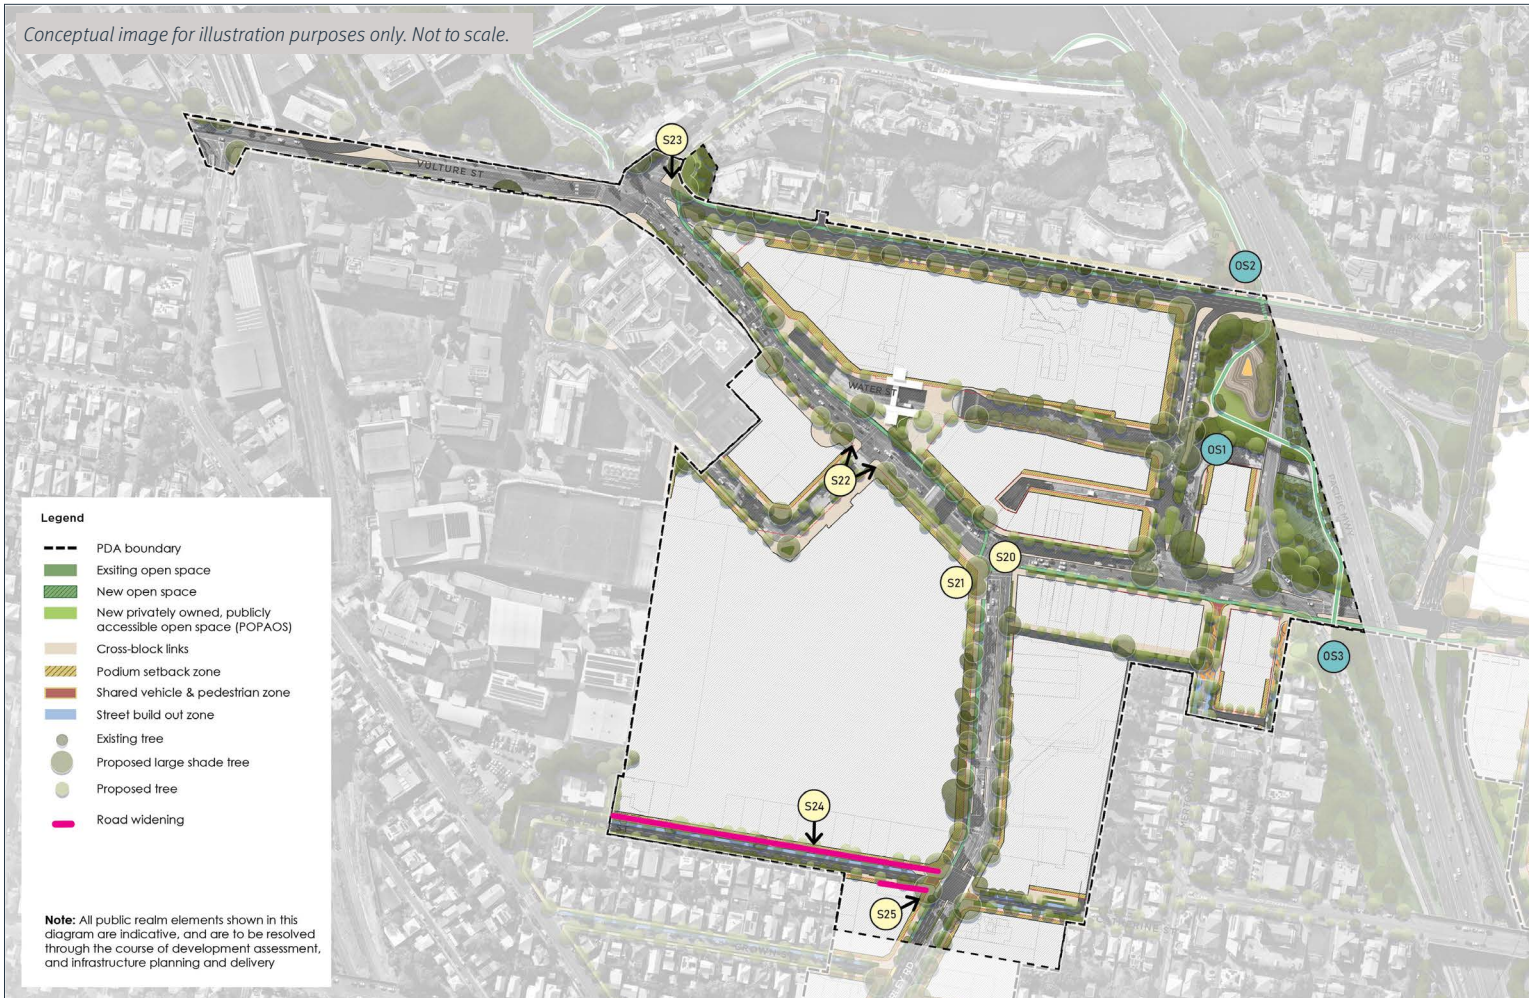 Conceptual image for illustration purposes only. Not to scale.
S23
VULTURE ST
OS2
WATER ST
OS1
S22
S20
S21
OS3
S24
S25
Legend
PDA boundary
Exsiting open space
New open space
New privately owned, publicly
accessible open space (POPAOS)
Cross-block links
Podium setback zone
Shared vehicle & pedestrian zone
Street build out zone
Existing tree
Proposed large shade tree
Proposed tree
Road widening
Note: All public realm elements shown in this
diagram are indicative, and are to be resolved
through the course of development assessment,
and infrastructure planning and delivery